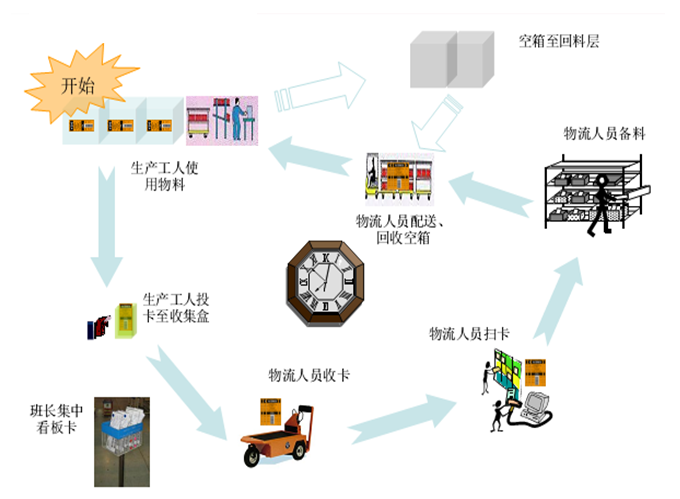 开始
空箱至回料层
物流人员备料
生产工人使
用物料
物流人员配送、
回收空箱
生产工人投
卡至收集盒
物流人员扫卡
物流人员收卡
班长集中
看板卡